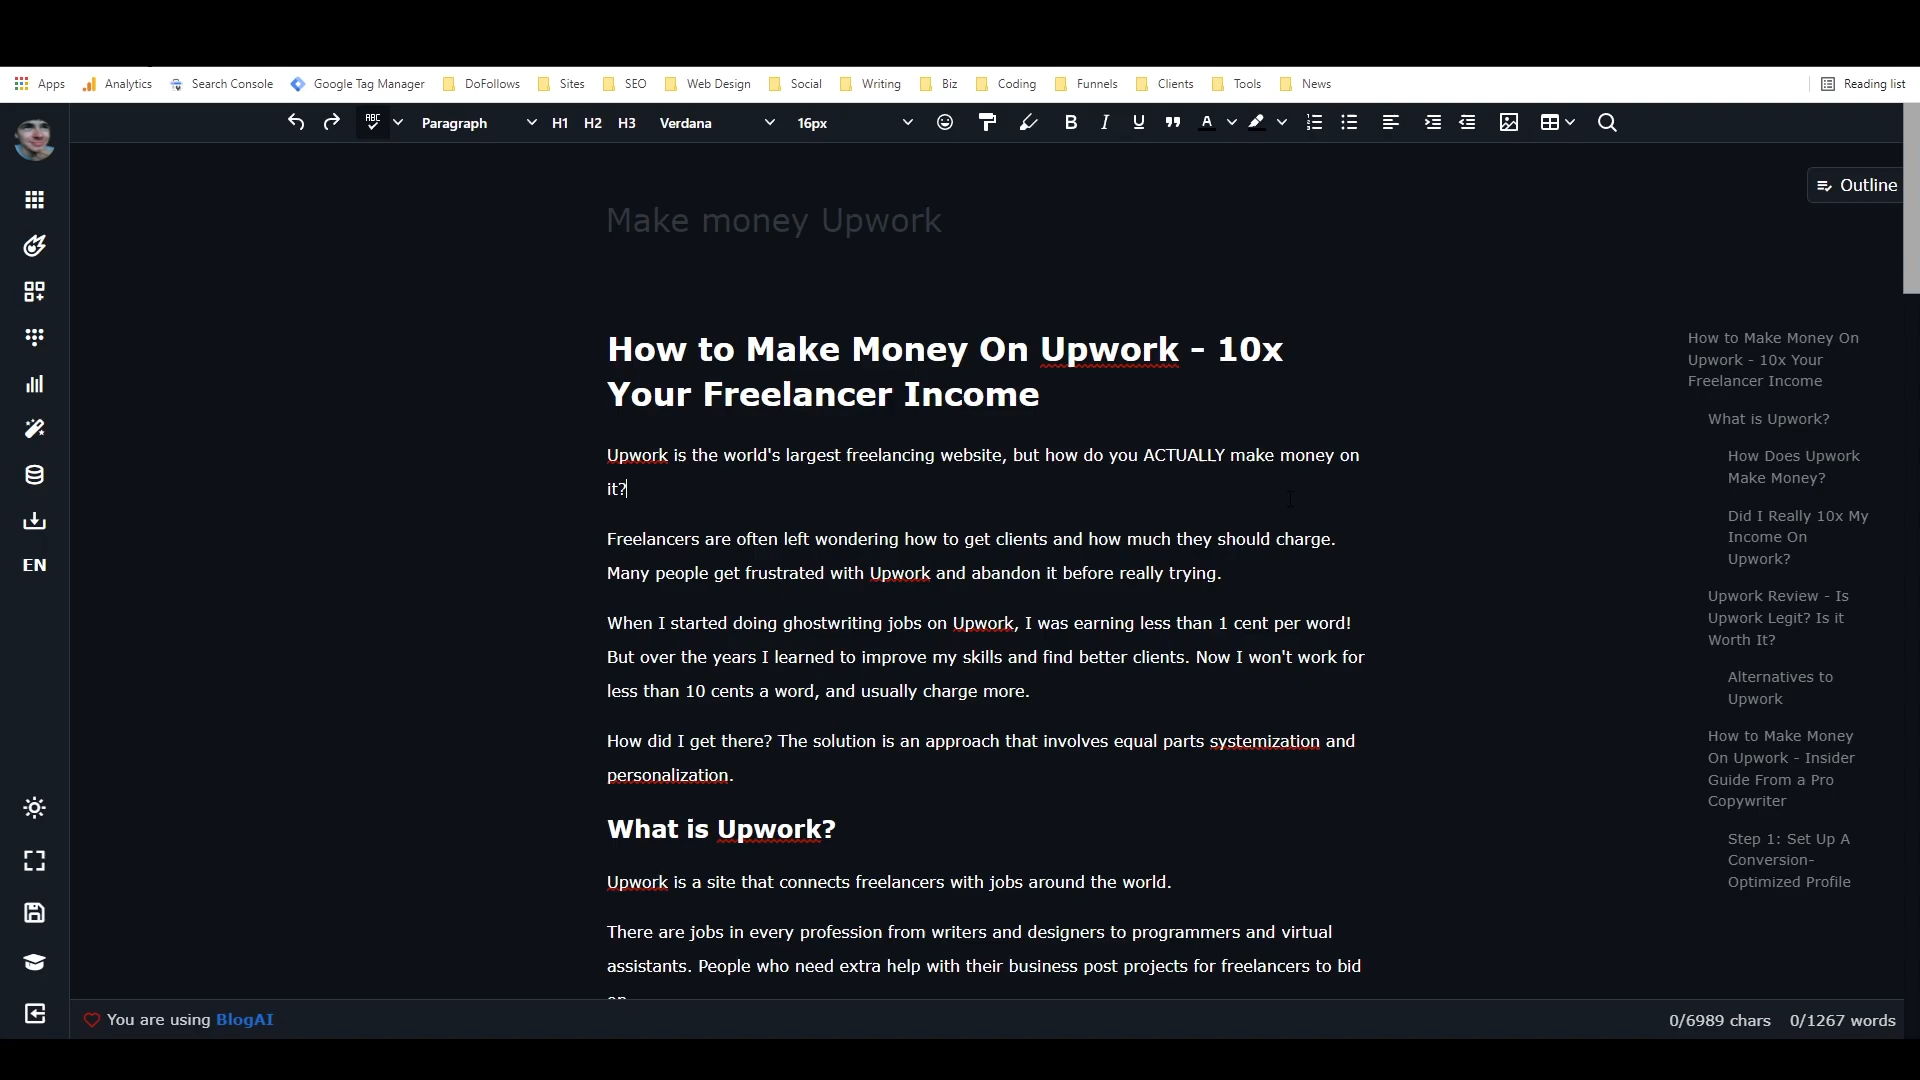 Apps Analytics Search Console Google Tag Manager DoFollows Sites SEO Web Design Social Writing Biz Coding Funnels Clients Tools News Reading list
ABC Paragraph H1 H2 H3 Verdana 16px B I U A
Outline
Make money Upwork
How to Make Money On Upwork - 10x
Your Freelancer Income
Upwork is the world's largest freelancing website, but how do you ACTUALLY make money on
it?
Freelancers are often left wondering how to get clients and how much they should charge.
Many people get frustrated with Upwork and abandon it before really trying.
When I started doing ghostwriting jobs on Upwork, I was earning less than 1 cent per word!
But over the years I learned to improve my skills and find better clients. Now I won't work for
less than 10 cents a word, and usually charge more.
How did I get there? The solution is an approach that involves equal parts systemization and
personalization.
What is Upwork?
Upwork is a site that connects freelancers with jobs around the world.
There are jobs in every profession from writers and designers to programmers and virtual
assistants. People who need extra help with their business post projects for freelancers to bid
on
How to Make Money On
Upwork - 10x Your
Freelancer Income
What is Upwork?
How Does Upwork
Make Money?
Did I Really 10x My
Income On
Upwork?
Upwork Review - Is
Upwork Legit? Is it
Worth It?
Alternatives to
Upwork
How to Make Money
On Upwork - Insider
Guide From a Pro
Copywriter
Step 1: Set Up A
Conversion-
Optimized Profile
EN
You are using BlogAI
0/6989 chars 0/1267 words